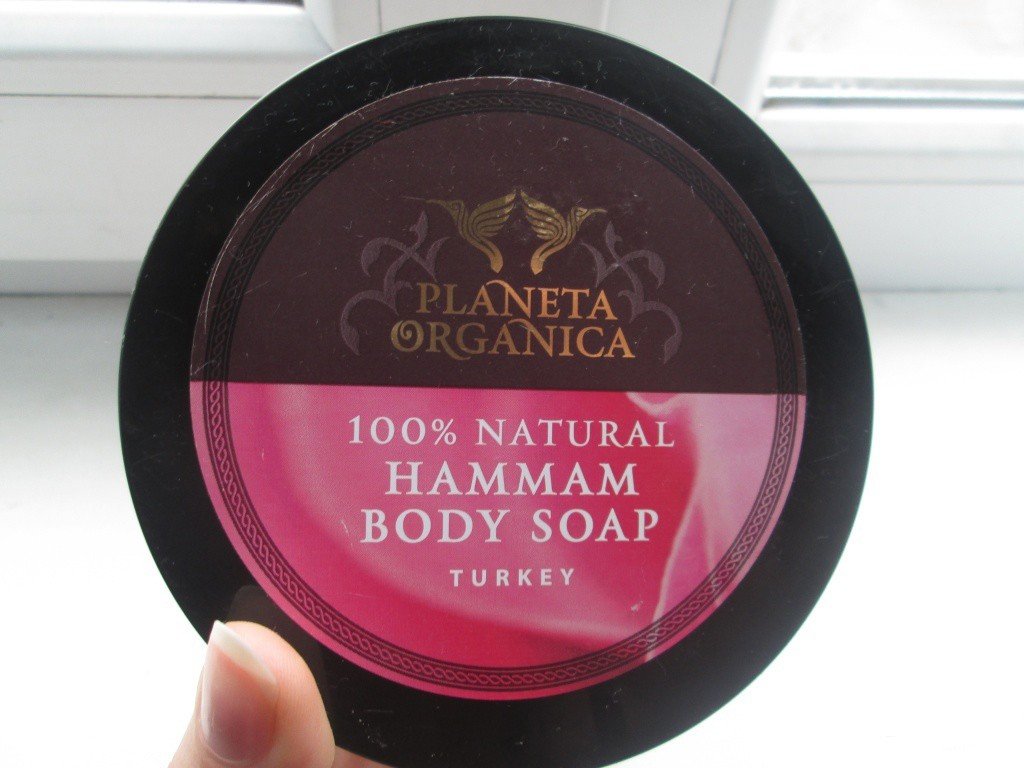 PLANETA
ORGANICA
100% NATURAL
HAMMAM
BODY SOAP
TURKEY